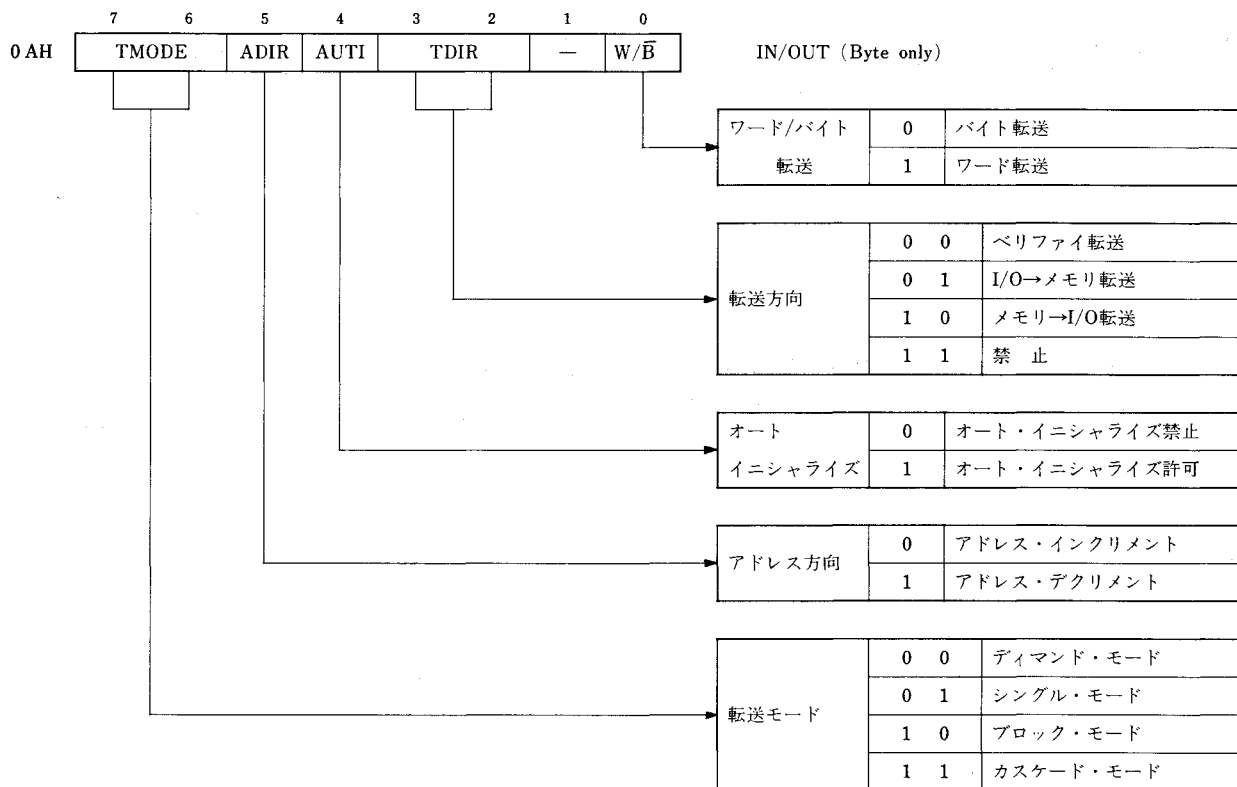 7 6 5 4 3 2 1 0
0 AH TMODE ADIR AUTI TDIR — W/B̅ IN/OUT (Byte only)
ワード/バイト 0 バイト転送
転送 1 ワード転送
0 0 ベリファイ転送
0 1 I/O→メモリ転送
転送方向
1 0 メモリ→I/O転送
1 1 禁 止
オート 0 オート・イニシャライズ禁止
イニシャライズ 1 オート・イニシャライズ許可
アドレス方向 0 アドレス・インクリメント
1 アドレス・デクリメント
0 0 ディマンド・モード
0 1 シングル・モード
転送モード
1 0 ブロック・モード
1 1 カスケード・モード